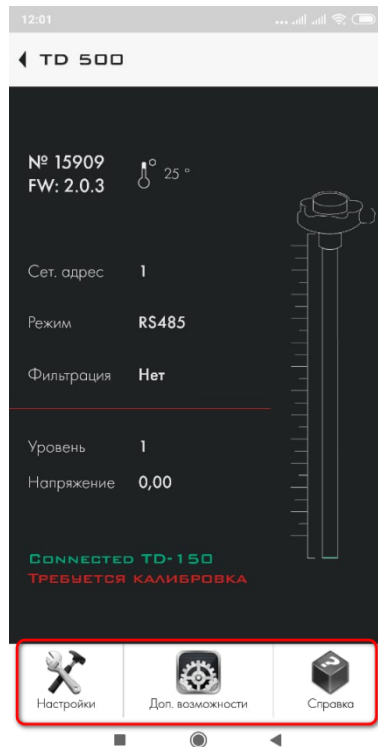 12:01
TD 500
№ 15909
25 °
FW: 2.0.3
Сет. адрес 1
Режим RS485
Фильтрация Нет
Уровень 1
Напряжение 0,00
CONNECTED TD-150
ТРЕБУЕТСЯ КАЛИБРОВКА
Настройки Доп. возможности Справка